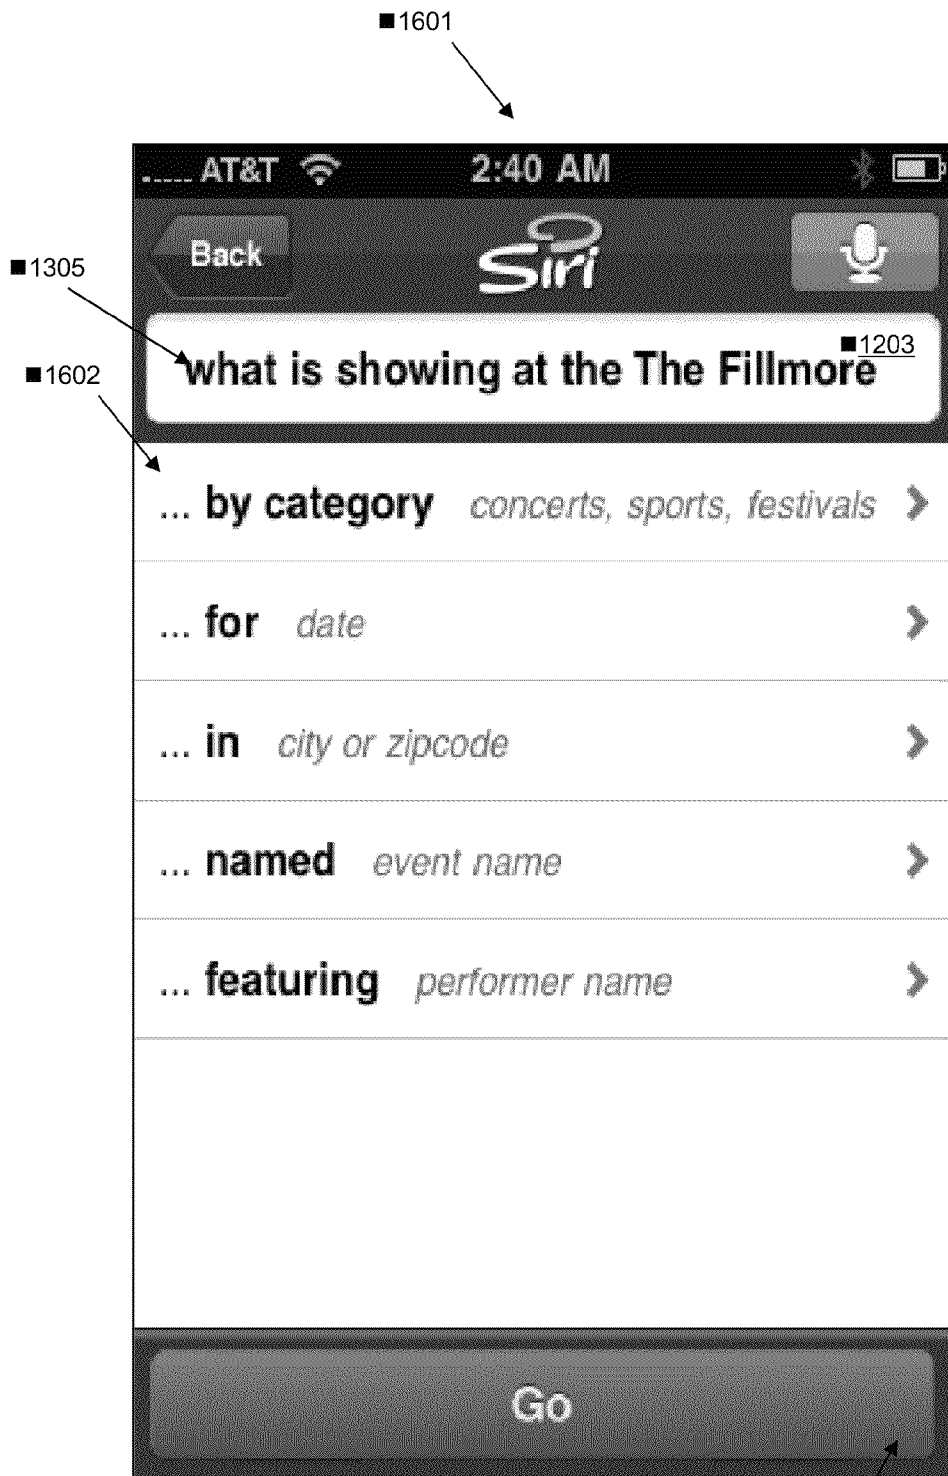 ■1601
..... AT&T 2:40 AM
Back Siri
■1305
■1203
what is showing at the The Fillmore
■1602
... by category concerts, sports, festivals
... for date
... in city or zipcode
... named event name
... featuring performer name
Go